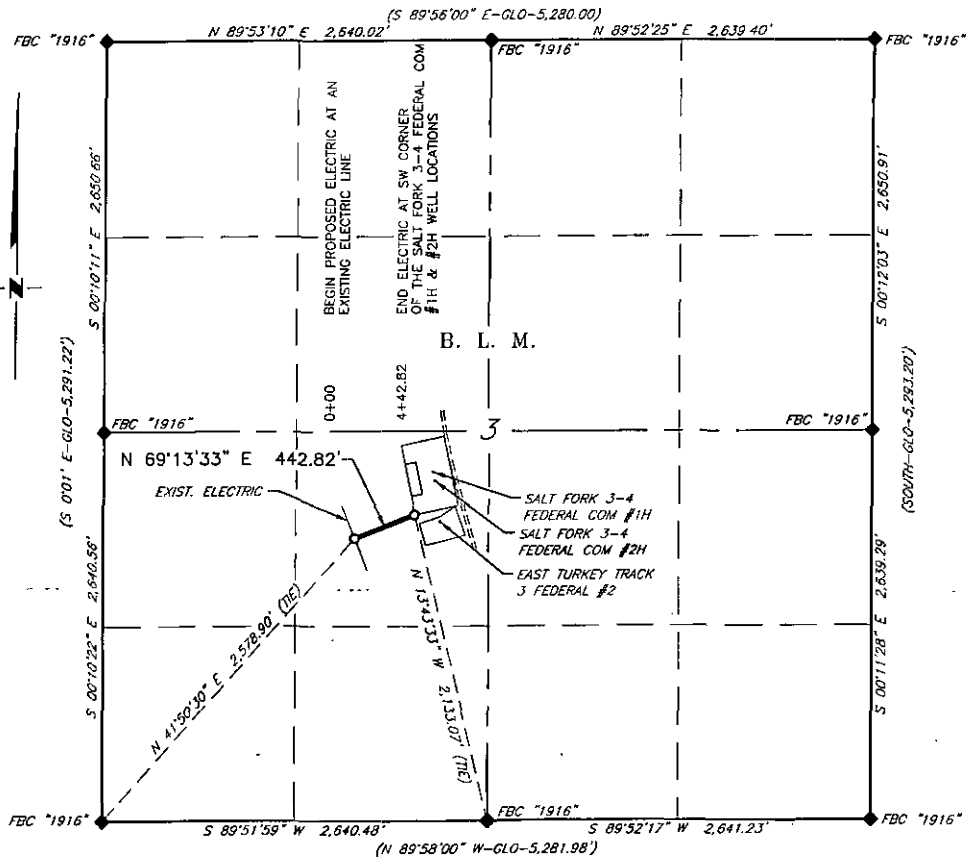 (S 89°56'00" E-GLO-5,280.00)
N 89°53'10" E 2,640.02'
N 89°52'25" E 2,639.40'
FBC "1916"
FBC "1916"
FBC "1916"
BEGIN PROPOSED ELECTRIC AT AN
EXISTING ELECTRIC LINE
END ELECTRIC AT SW CORNER
OF THE SALT FORK 3-4 FEDERAL COM
#1H & #2H WELL LOCATIONS
S 00°10'11" E 2,650.66'
S 00°12'03" E 2,650.91'
N
B. L. M.
(S 0°01' E-GLO-5,291.22')
(SOUTH-GLO-5,293.20')
0+00
4+42.82
FBC "1916"
3
FBC "1916"
N 69°13'33" E 442.82'
EXIST. ELECTRIC
SALT FORK 3-4
FEDERAL COM #1H
SALT FORK 3-4
FEDERAL COM #2H
EAST TURKEY TRACK
3 FEDERAL #2
S 00°10'22" E 2,640.56'
N 41°50'30" E 2,578.90' (TIE)
N 13°43'33" W 2,133.07' (TIE)
S 00°11'28" E 2,639.29'
FBC "1916"
FBC "1916"
FBC "1916"
S 89°51'59" W 2,640.48'
S 89°52'17" W 2,641.23'
(N 89°58'00" W-GLO-5,281.98')